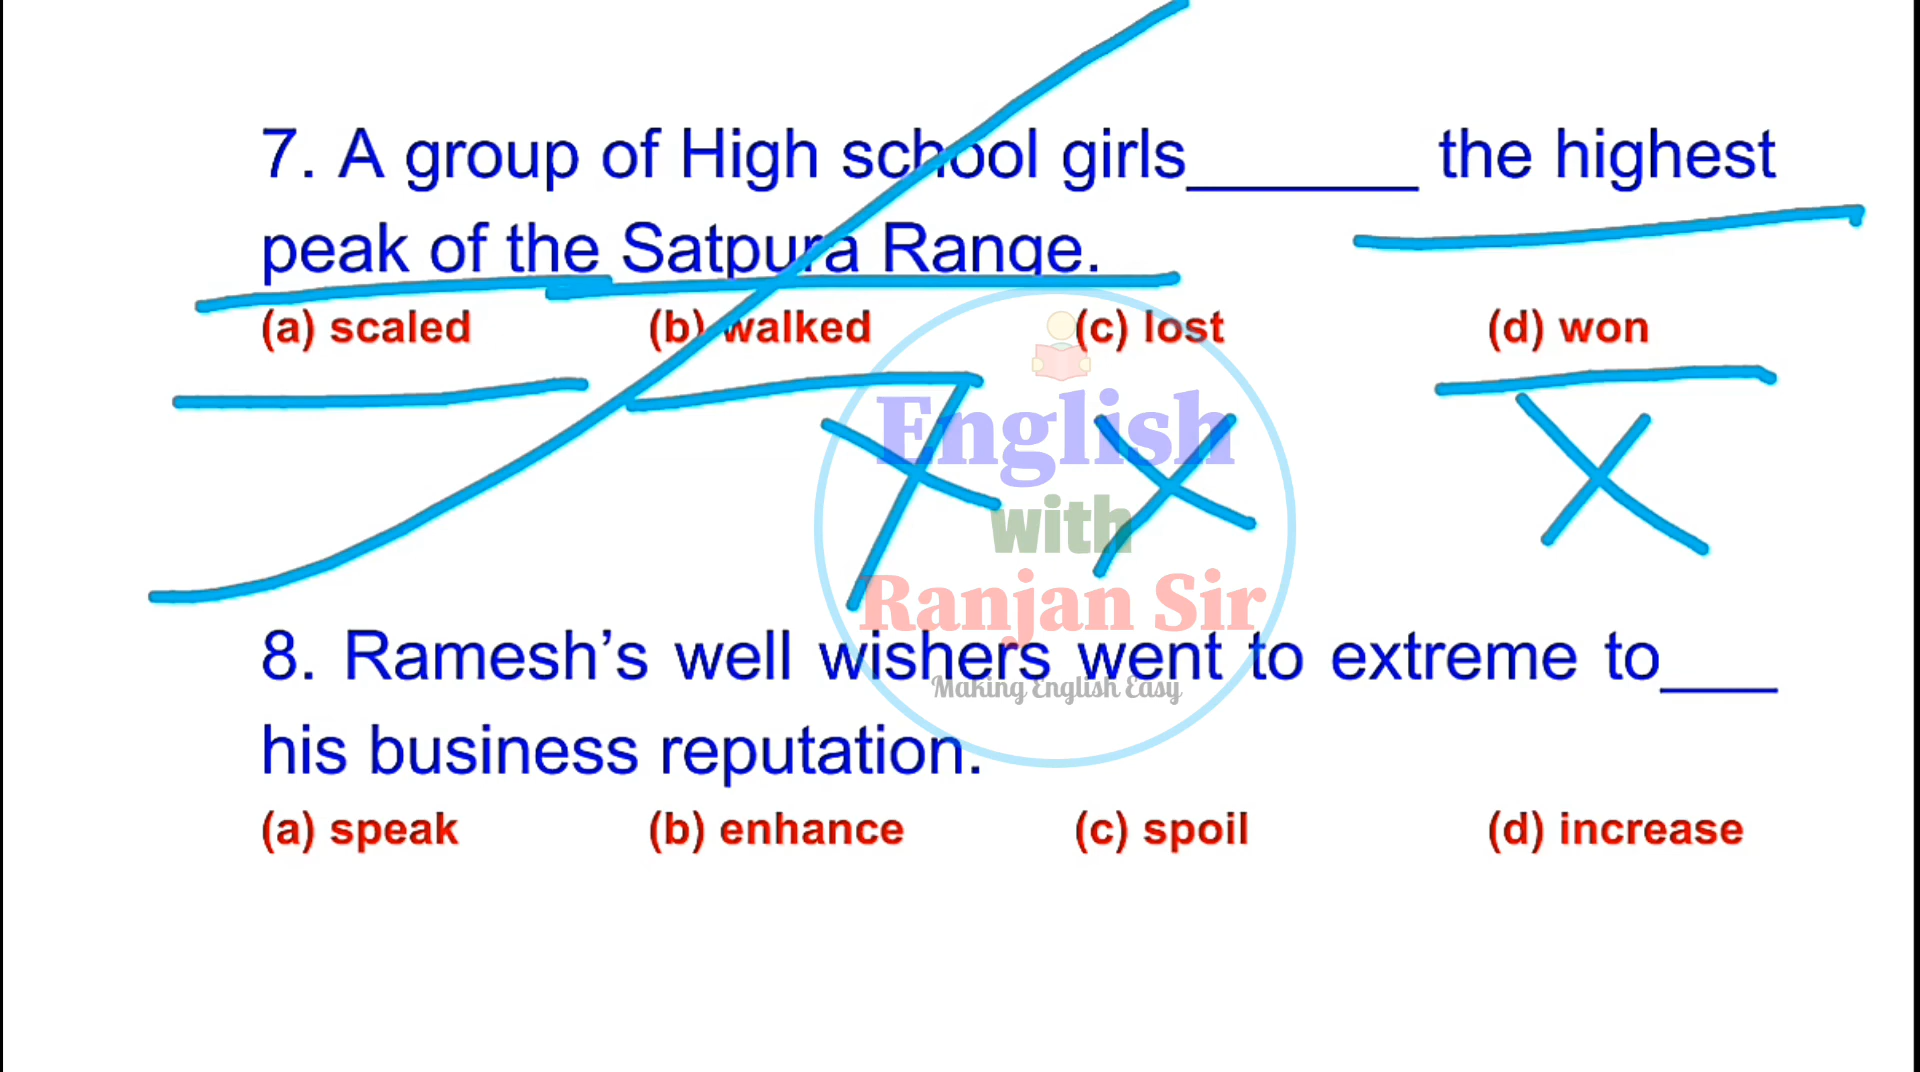 7. A group of High school girls______ the highest
peak of the Satpura Range.
(a) scaled (b) walked (c) lost (d) won
English
with
Ranjan Sir
Making English Easy
8. Ramesh’s well wishers went to extreme to___
his business reputation.
(a) speak (b) enhance (c) spoil (d) increase